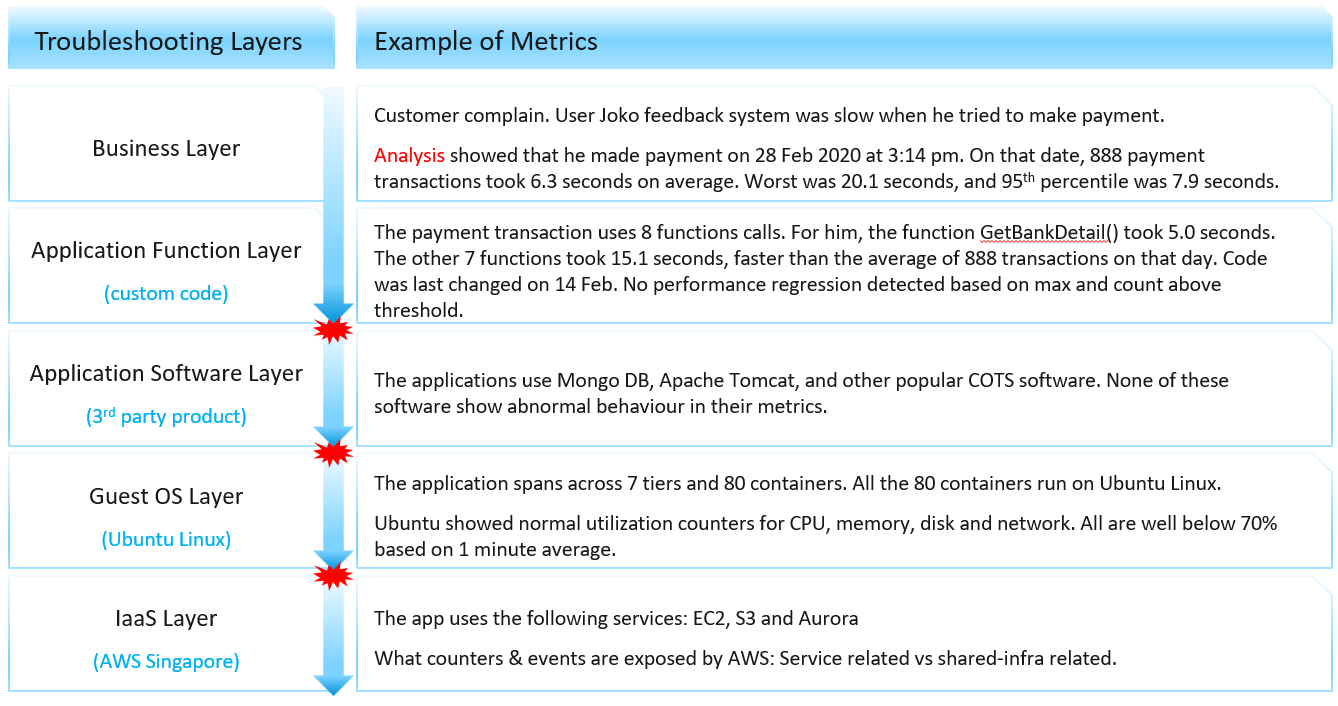 Troubleshooting Layers
Example of Metrics
Business Layer
Customer complain. User Joko feedback system was slow when he tried to make payment.
Analysis showed that he made payment on 28 Feb 2020 at 3:14 pm. On that date, 888 payment
transactions took 6.3 seconds on average. Worst was 20.1 seconds, and 95th percentile was 7.9 seconds.
Application Function Layer
(custom code)
The payment transaction uses 8 functions calls. For him, the function GetBankDetail() took 5.0 seconds.
The other 7 functions took 15.1 seconds, faster than the average of 888 transactions on that day. Code
was last changed on 14 Feb. No performance regression detected based on max and count above
threshold.
Application Software Layer
(3rd party product)
The applications use Mongo DB, Apache Tomcat, and other popular COTS software. None of these
software show abnormal behaviour in their metrics.
Guest OS Layer
(Ubuntu Linux)
The application spans across 7 tiers and 80 containers. All the 80 containers run on Ubuntu Linux.
Ubuntu showed normal utilization counters for CPU, memory, disk and network. All are well below 70%
based on 1 minute average.
IaaS Layer
(AWS Singapore)
The app uses the following services: EC2, S3 and Aurora
What counters & events are exposed by AWS: Service related vs shared-infra related.